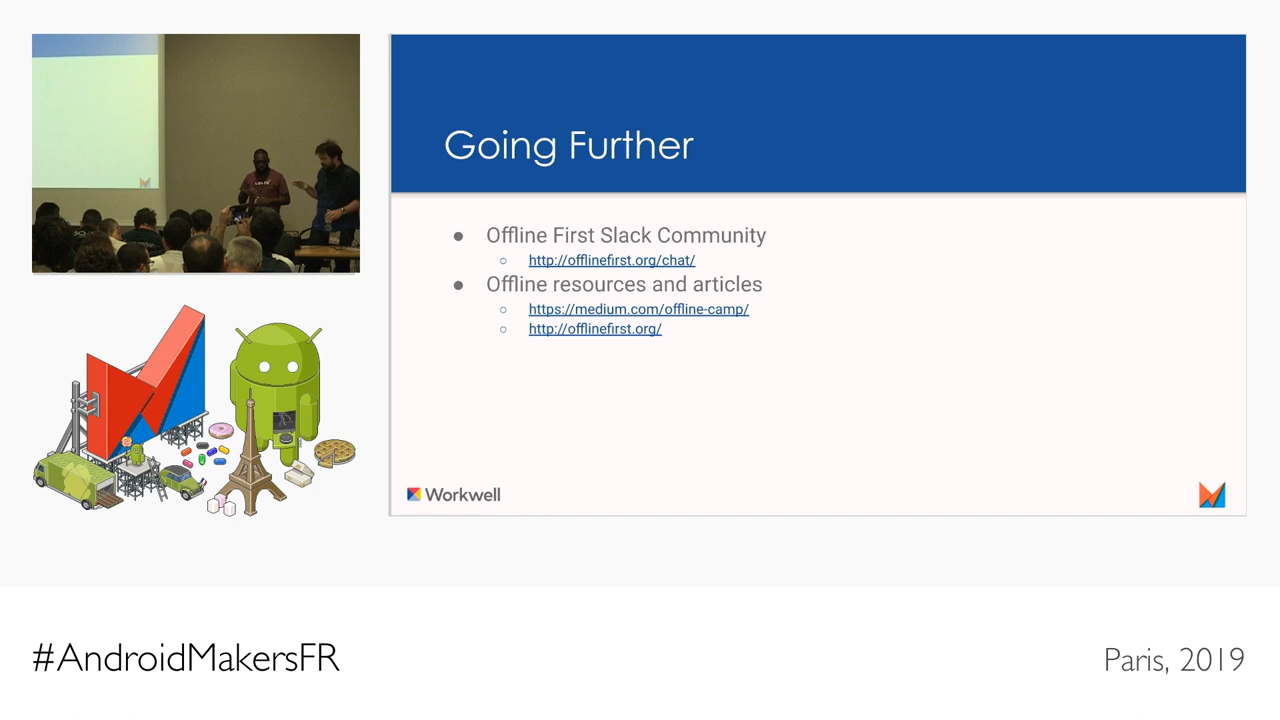 Going Further
● Offline First Slack Community
○ http://offlinefirst.org/chat/
● Offline resources and articles
○ https://medium.com/offline-camp/
○ http://offlinefirst.org/
Workwell
#AndroidMakersFR
Paris, 2019